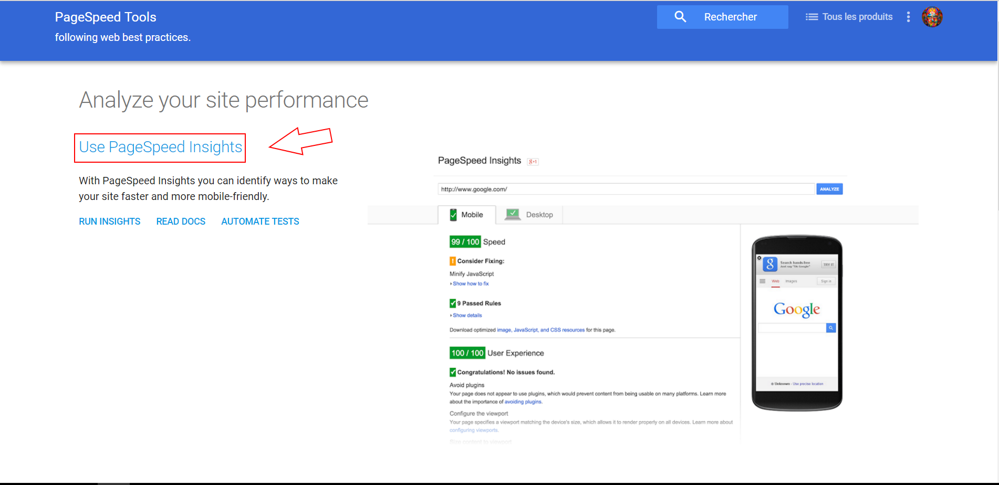 PageSpeed Tools
following web best practices.
Rechercher
Tous les produits
Analyze your site performance
Use PageSpeed Insights
With PageSpeed Insights you can identify ways to make
your site faster and more mobile-friendly.
RUN INSIGHTS READ DOCS AUTOMATE TESTS
PageSpeed Insights g+1
http://www.google.com/ ANALYZE
Mobile Desktop
99 / 100 Speed
! Consider Fixing:
Minify JavaScript
Show how to fix
9 Passed Rules
Show details
Download optimized image, JavaScript, and CSS resources for this page.
100 / 100 User Experience
Congratulations! No issues found.
Avoid plugins
Your page does not appear to use plugins, which would prevent content from being usable on many platforms. Learn more
about the importance of avoiding plugins.
Configure the viewport
Your page specifies a viewport matching the device's size, which allows it to render properly on all devices. Learn more about
configuring viewports.
Size content to viewport
g Search hands-free TRY IT
Just say "Ok Google"
Web Images Sign in
Google
Unknown - Use precise location